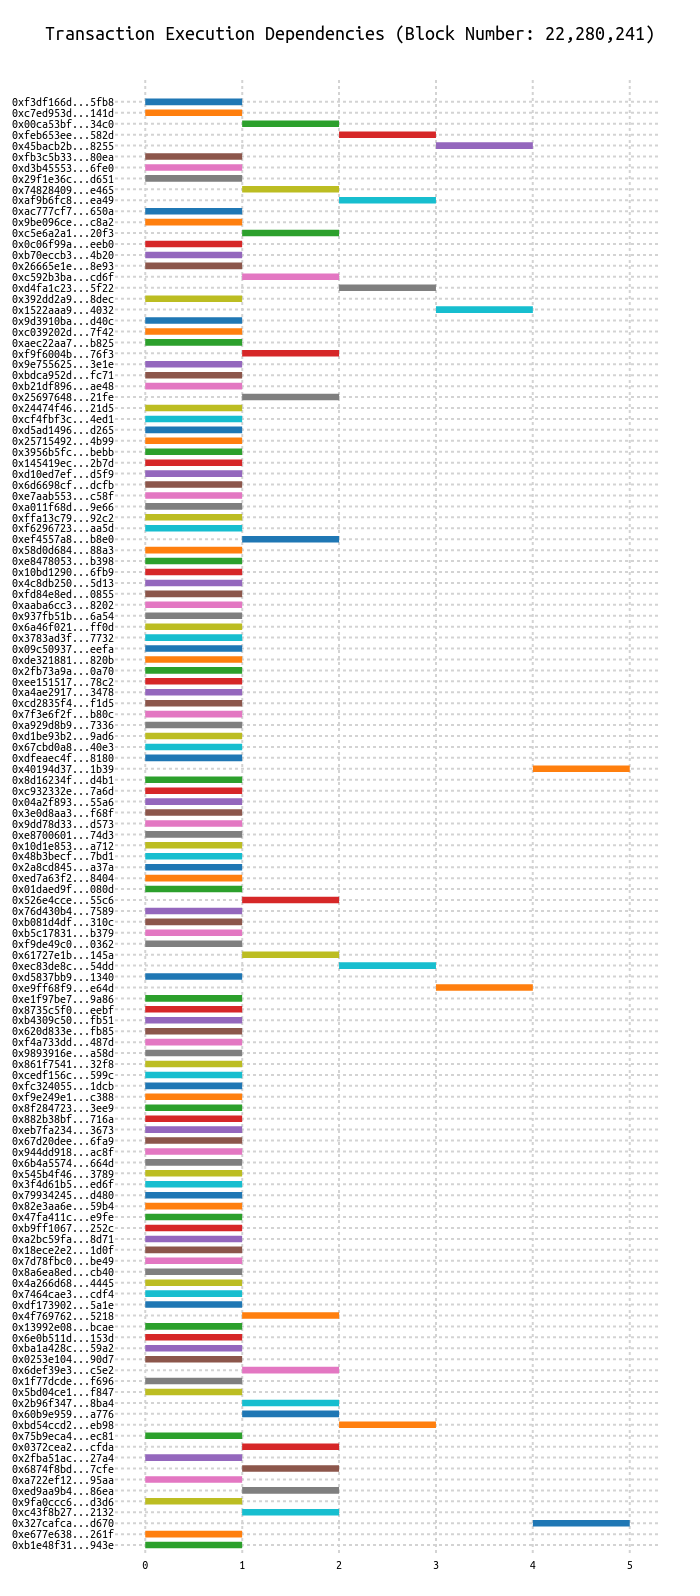 Transaction Execution Dependencies (Block Number: 22,280,241)
0xf3df166d...5fb8
0xc7ed953d...141d
0x00ca53bf...34c0
0xfeb653ee...582d
0x45bacb2b...8255
0xfb3c5b33...80ea
0xd3b45553...6fe0
0x29f1e36c...d651
0x74828409...e465
0xaf9b6fc8...ea49
0xac777cf7...650a
0x9be096ce...c8a2
0xc5e6a2a1...20f3
0x0c06f99a...eeb0
0xb70eccb3...4b20
0x26665e1e...8e93
0xc592b3ba...cd6f
0xd4fa1c23...5f22
0x392dd2a9...8dec
0x1522aaa9...4032
0x9d3910ba...d40c
0xc039202d...7f42
0xaec22aa7...b825
0xf9f6004b...76f3
0x9e755625...3e1e
0xbdca952d...fc71
0xb21df896...ae48
0x25697648...21fe
0x24474f46...21d5
0xcf4fbf3c...4ed1
0xd5ad1496...d265
0x25715492...4b99
0x3956b5fc...bebb
0x145419ec...2b7d
0xd10ed7ef...d5f9
0x6d6698cf...dcfb
0xe7aab553...c58f
0xa011f68d...9e66
0xffa13c79...92c2
0xf6296723...aa5d
0xef4557a8...b8e0
0x58d0d684...88a3
0xe8478053...b398
0x10bd1290...6fb9
0x4c8db250...5d13
0xfd84e8ed...0855
0xaaba6cc3...8202
0x937fb51b...6a54
0x6a46f021...ff0d
0x3783ad3f...7732
0x09c50937...eefa
0xde321881...820b
0x2fb73a9a...0a70
0xee151517...78c2
0xa4ae2917...3478
0xcd2835f4...f1d5
0x7f3e6f2f...b80c
0xa929d8b9...7336
0xd1be93b2...9ad6
0x67cbd0a8...40e3
0xdfeaec4f...8180
0x40194d37...1b39
0x8d16234f...d4b1
0xc932332e...7a6d
0x04a2f893...55a6
0x3e0d8aa3...f68f
0x9dd78d33...d573
0xe8700601...74d3
0x10d1e853...a712
0x48b3becf...7bd1
0x2a8cd845...a37a
0xed7a63f2...8404
0x01daed9f...080d
0x526e4cce...55c6
0x76d430b4...7589
0xb081d4df...310c
0xb5c17831...b379
0xf9de49c0...0362
0x61727e1b...145a
0xec83de8c...54dd
0xd5837bb9...1340
0xe9ff68f9...e64d
0xe1f97be7...9a86
0x8735c5f0...eebf
0xb4309c50...fb51
0x620d833e...fb85
0xf4a733dd...487d
0x9893916e...a58d
0x861f7541...32f8
0xcedf156c...599c
0xfc324055...1dcb
0xf9e249e1...c388
0x8f284723...3ee9
0x882b38bf...716a
0xeb7fa234...3673
0x67d20dee...6fa9
0x944dd918...ac8f
0x6b4a5574...664d
0x545b4f46...3789
0x3f4d61b5...ed6f
0x79934245...d480
0x82e3aa6e...59b4
0x47fa411c...e9fe
0xb9ff1067...252c
0xa2bc59fa...8d71
0x18ece2e2...1d0f
0x7d78fbc0...be49
0x8a6ea8ed...cb40
0x4a266d68...4445
0x7464cae3...cdf4
0xdf173902...5a1e
0x4f769762...5218
0x13992e08...bcae
0x6e0b511d...153d
0xba1a428c...59a2
0x0253e104...90d7
0x6def39e3...c5e2
0x1f77dcde...f696
0x5bd04ce1...f847
0x2b96f347...8ba4
0x60b9e959...a776
0xbd54ccd2...eb98
0x75b9eca4...ec81
0x0372cea2...cfda
0x2fba51ac...27a4
0x6874f8bd...7cfe
0xa722ef12...95aa
0xed9aa9b4...86ea
0x9fa0ccc6...d3d6
0xc43f8b27...2132
0x327cafca...d670
0xe677e638...261f
0xb1e48f31...943e
0 1 2 3 4 5